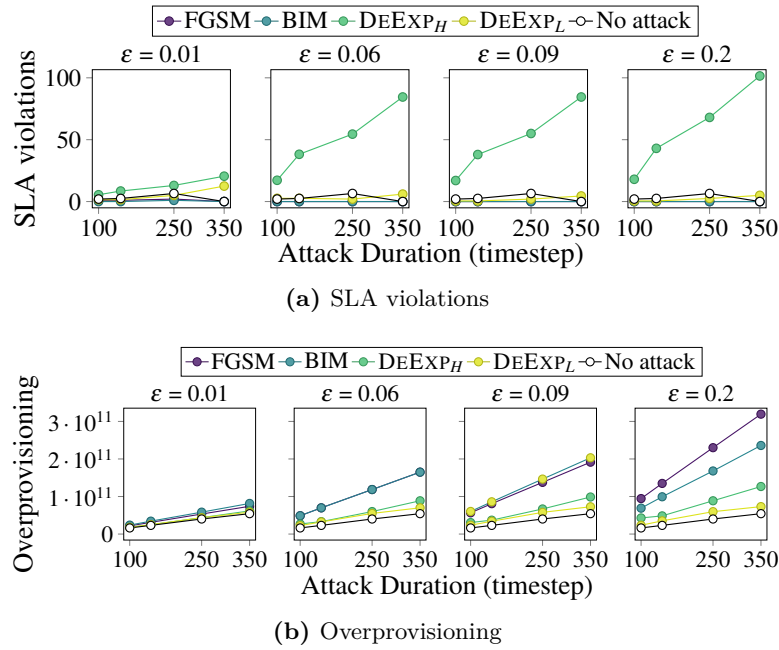 FGSM BIM DEEXP_H DEEXP_L No attack
ε = 0.01 ε = 0.06 ε = 0.09 ε = 0.2
SLA violations
100
50
0
100 250 350 100 250 350 100 250 350 100 250 350
Attack Duration (timestep)
(a) SLA violations
FGSM BIM DEEXP_H DEEXP_L No attack
ε = 0.01 ε = 0.06 ε = 0.09 ε = 0.2
Overprovisioning
3 · 10^11
2 · 10^11
1 · 10^11
0
100 250 350 100 250 350 100 250 350 100 250 350
Attack Duration (timestep)
(b) Overprovisioning